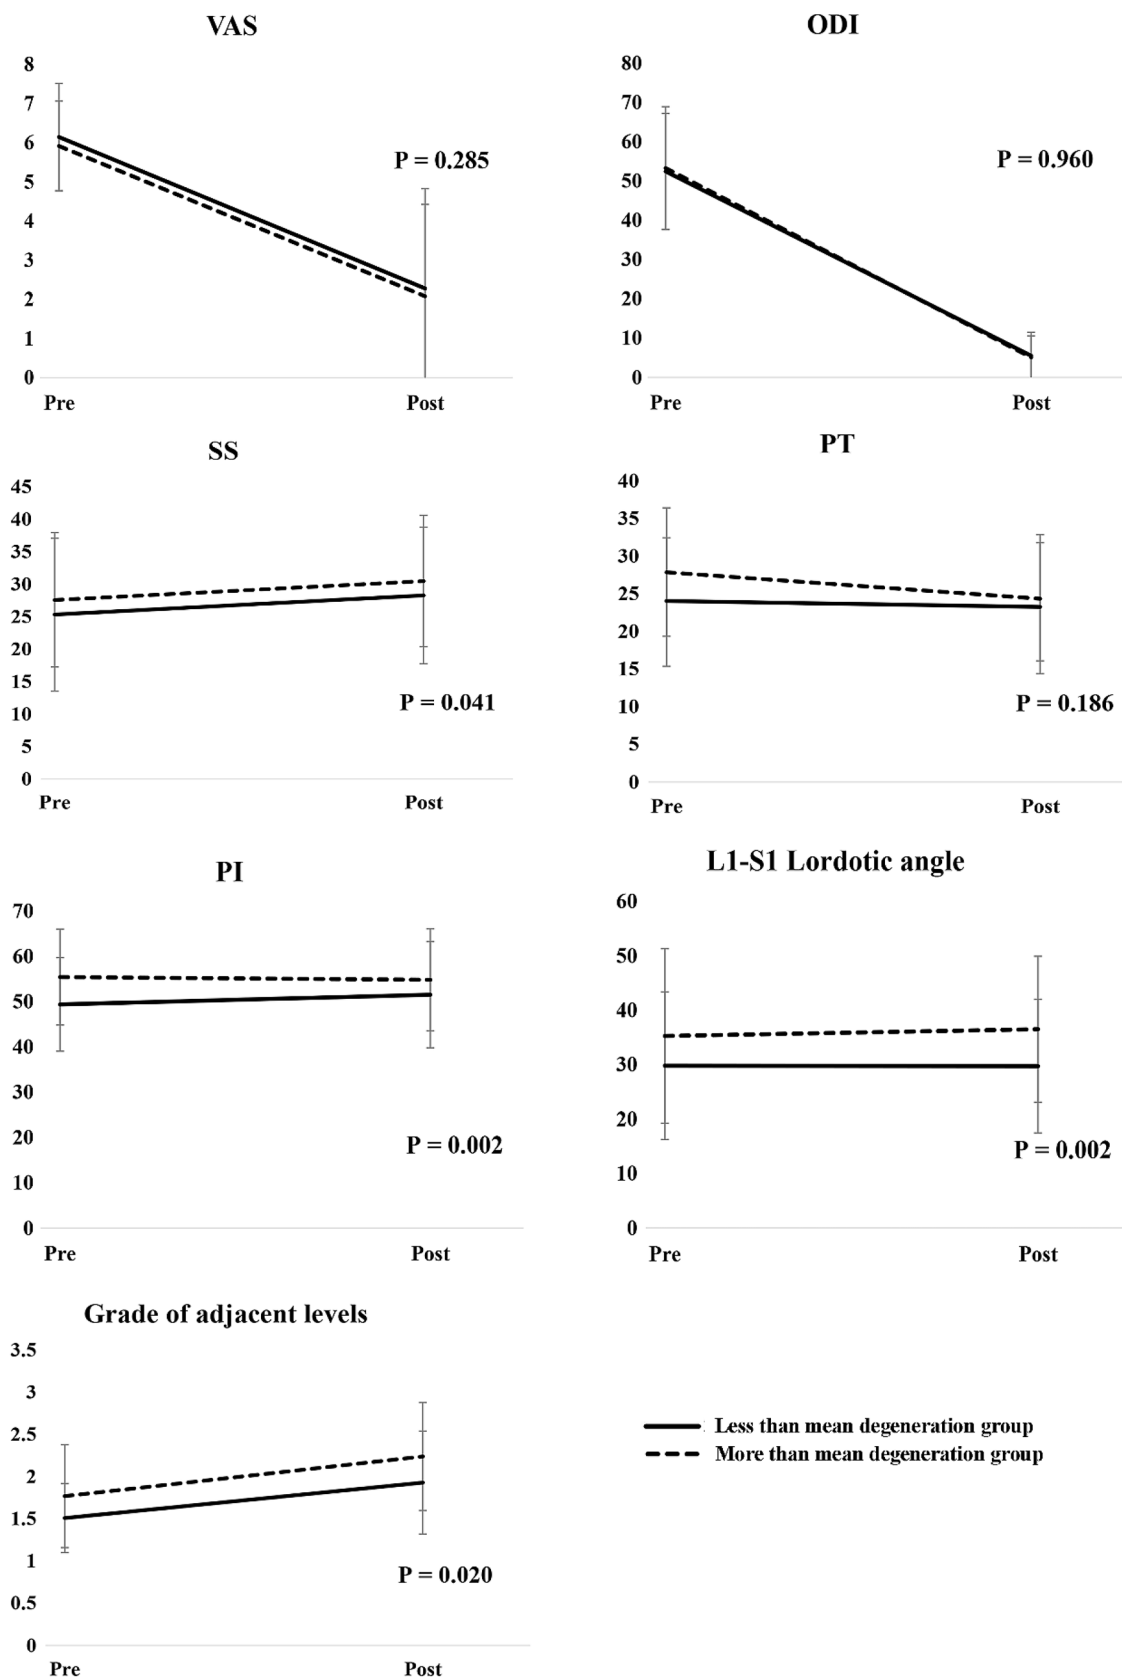 VAS
8
7
6
5
4
3
2
1
0
P = 0.285
Pre Post
ODI
80
70
60
50
40
30
20
10
0
P = 0.960
Pre Post
SS
45
40
35
30
25
20
15
10
5
0
P = 0.041
Pre Post
PT
40
35
30
25
20
15
10
5
0
P = 0.186
Pre Post
PI
70
60
50
40
30
20
10
0
P = 0.002
Pre Post
L1-S1 Lordotic angle
60
50
40
30
20
10
0
P = 0.002
Pre Post
Grade of adjacent levels
3.5
3
2.5
2
1.5
1
0.5
0
P = 0.020
Pre Post
Less than mean degeneration group
More than mean degeneration group